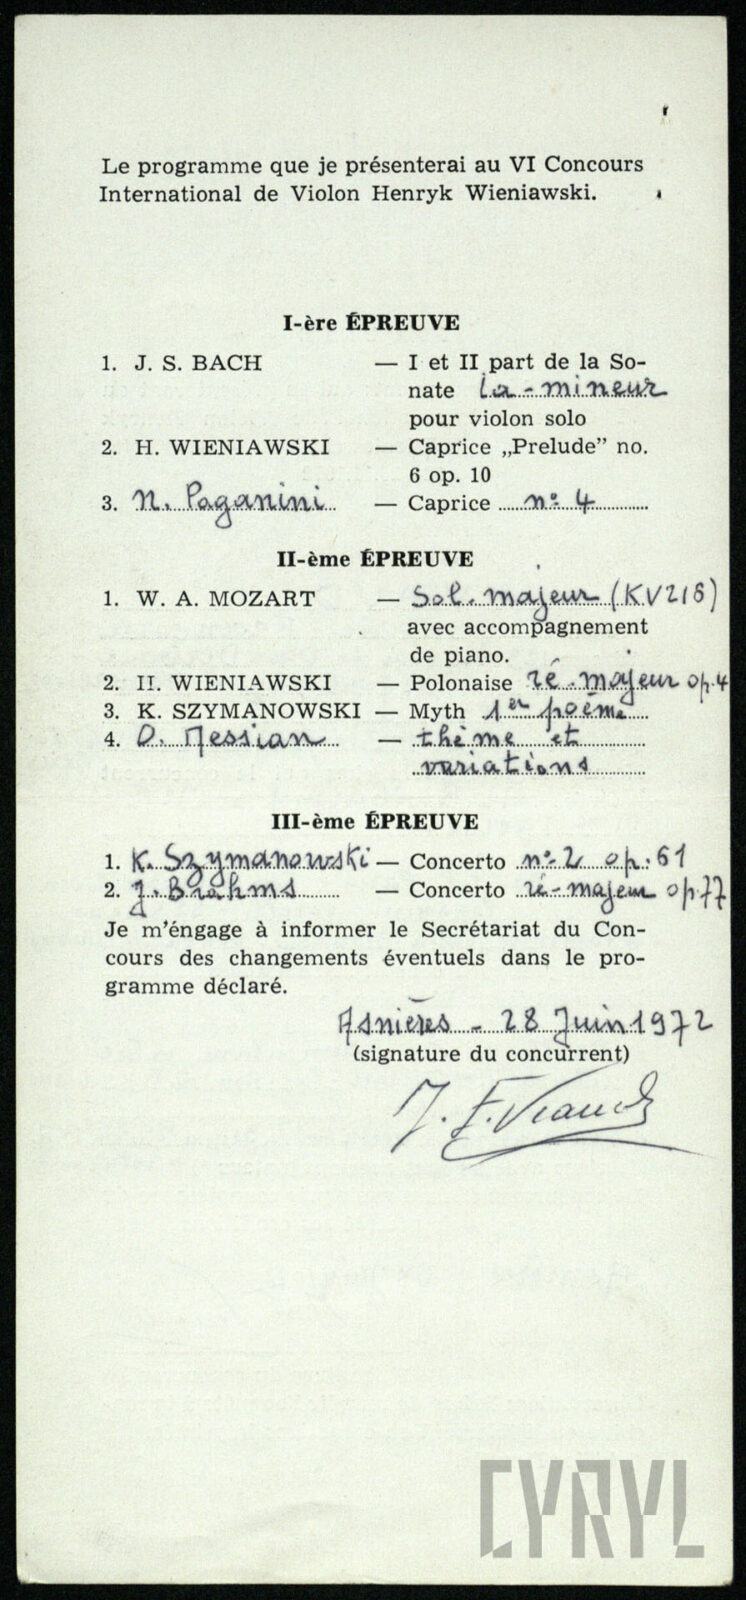 Le programme que je présenterai au VI Concours
International de Violon Henryk Wieniawski.
I-ère ÉPREUVE
1. J. S. BACH — I et II part de la So-
nate la-mineur
pour violon solo
2. H. WIENIAWSKI — Caprice „Prelude” no.
6 op. 10
3. N. Paganini — Caprice n° 4
II-ème ÉPREUVE
1. W. A. MOZART — Sol. majeur (KV216)
avec accompagnement
de piano.
2. H. WIENIAWSKI — Polonaise ré-majeur op.4
3. K. SZYMANOWSKI — Myth 1er poème
4. O. Messian — thème et
variations
III-ème ÉPREUVE
1. K. Szymanowski — Concerto n°2 op.61
2. J. Brahms — Concerto ré-majeur op.77
Je m'éngage à informer le Secrétariat du Con-
cours des changements éventuels dans le pro-
gramme déclaré.
Asnières - 28 Juin 1972
(signature du concurrent)
J. F.
CYRYL